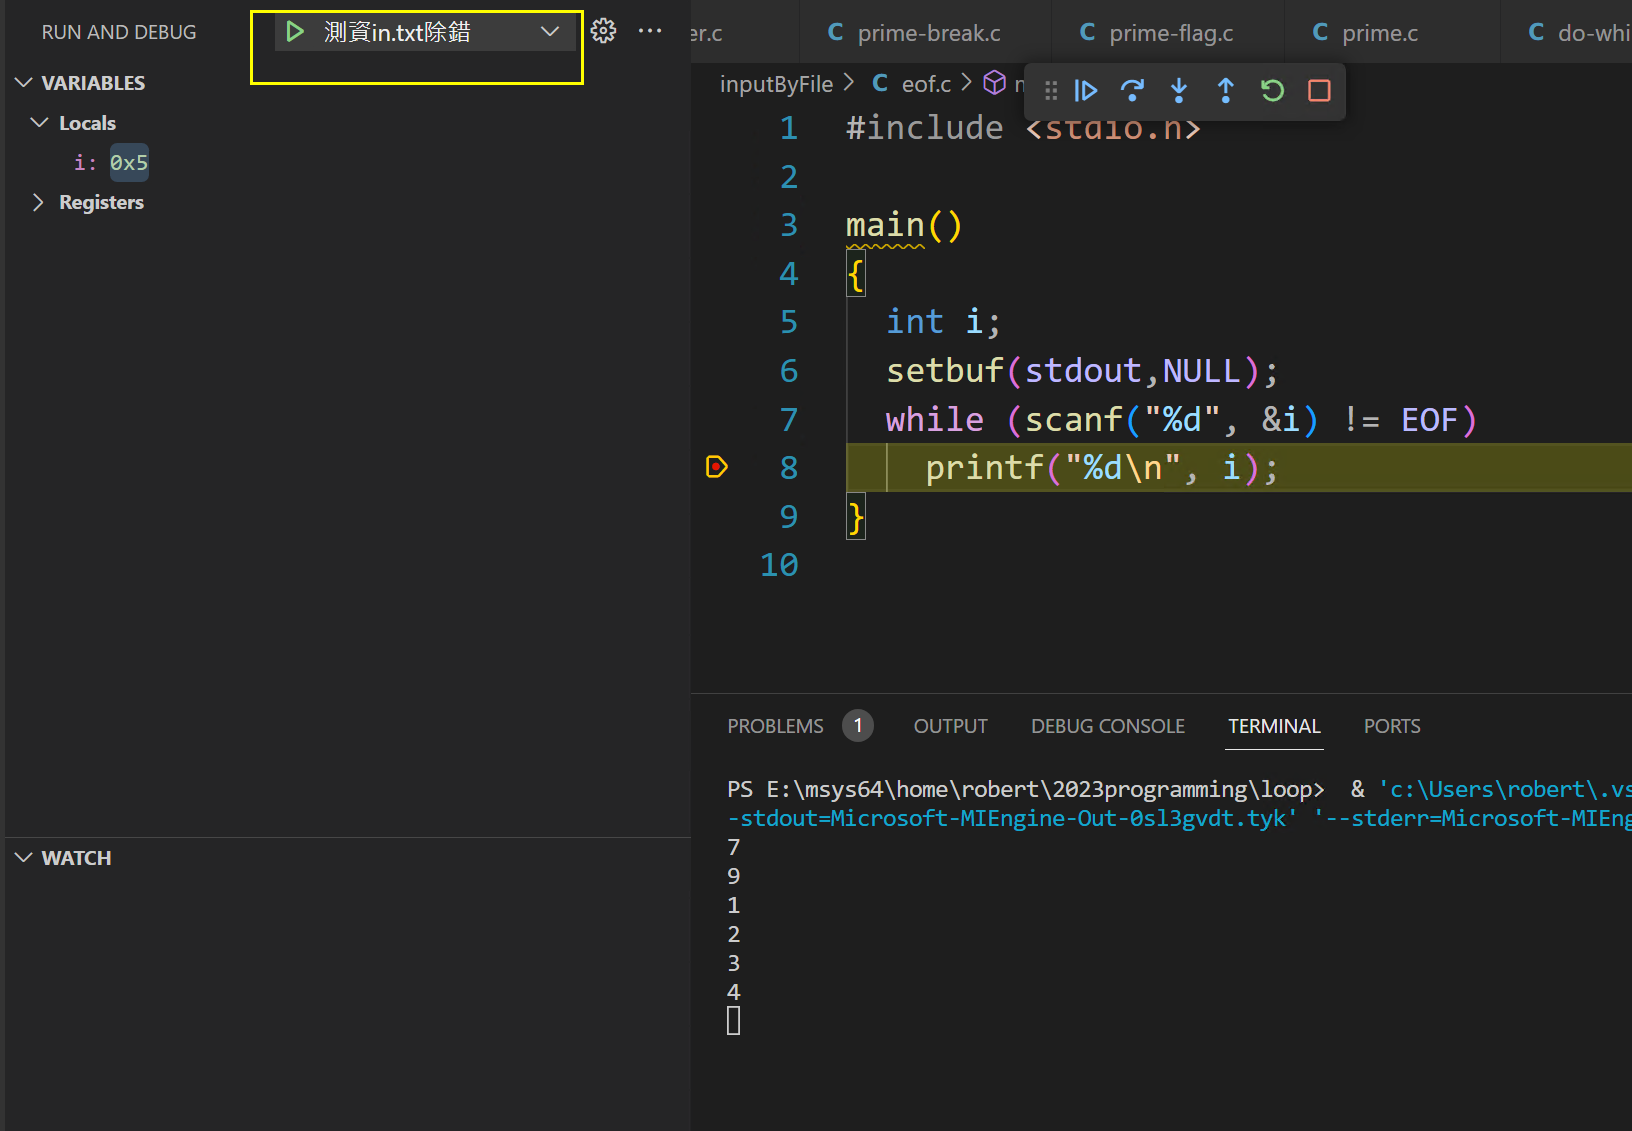 RUN AND DEBUG
測資in.txt除錯
er.c
prime-break.c
prime-flag.c
prime.c
do-whi
VARIABLES
Locals
i: 0x5
Registers
WATCH
inputByFile > C eof.c >
1 #include <stdio.h>
2
3 main()
4 {
5 int i;
6 setbuf(stdout,NULL);
7 while (scanf("%d", &i) != EOF)
8 printf("%d\n", i);
9 }
10
PROBLEMS 1 OUTPUT DEBUG CONSOLE TERMINAL PORTS
PS E:\msys64\home\robert\2023programming\loop> & 'c:\Users\robert\.vs
-stdout=Microsoft-MIEngine-Out-0sl3gvdt.tyk' '--stderr=Microsoft-MIEng
7
9
1
2
3
4